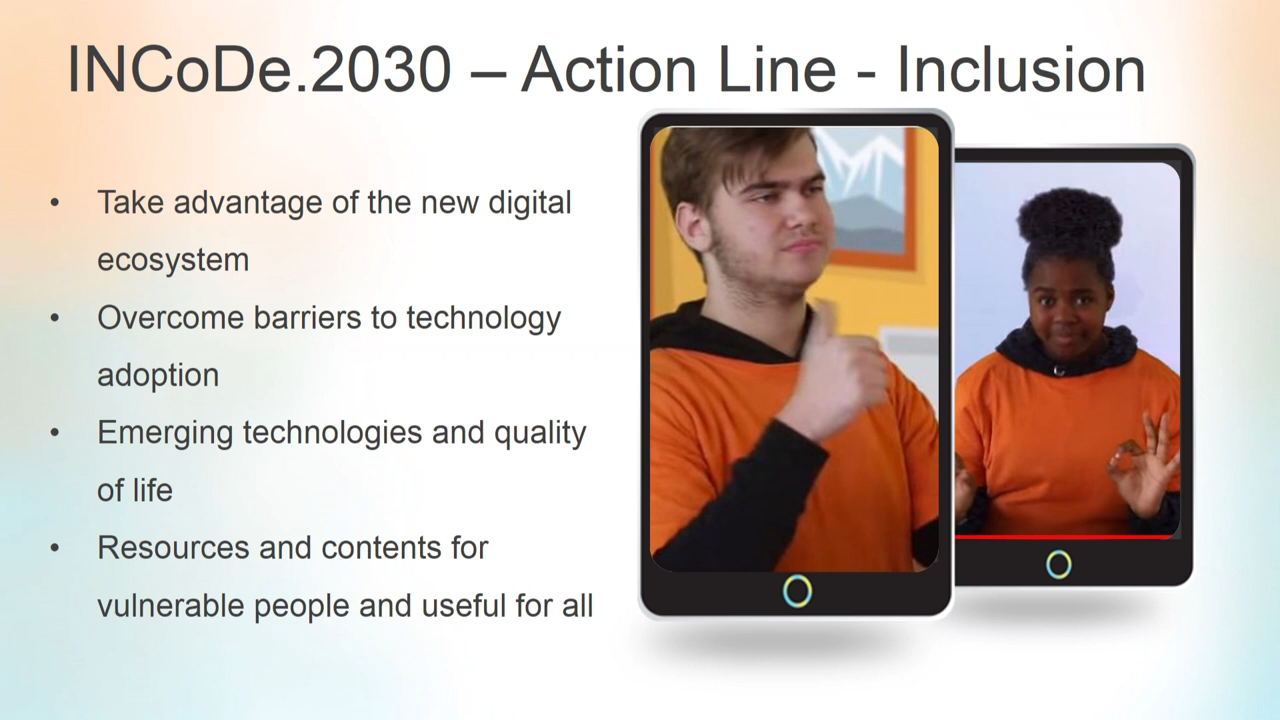 INCoDe.2030 – Action Line - Inclusion
• Take advantage of the new digital
ecosystem
• Overcome barriers to technology
adoption
• Emerging technologies and quality
of life
• Resources and contents for
vulnerable people and useful for all